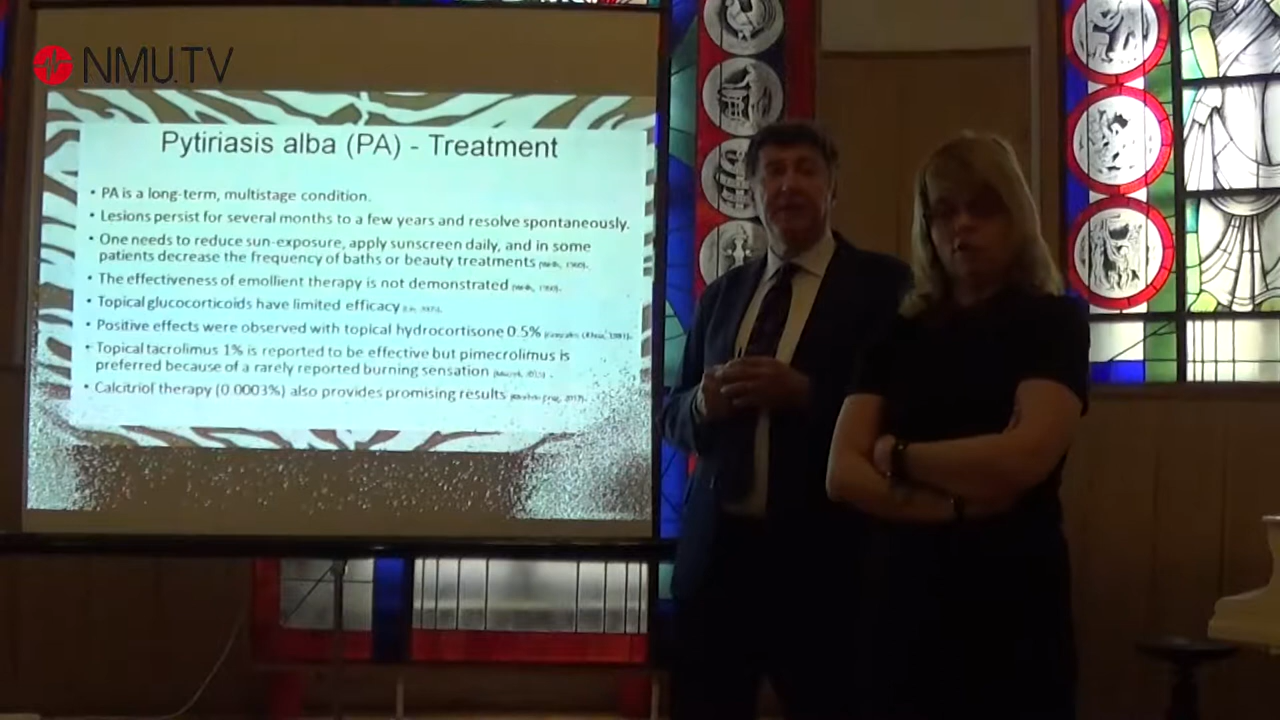 NMU.TV
Pytiriasis alba (PA) - Treatment
• PA is a long-term, multistage condition.
• Lesions persist for several months to a few years and resolve spontaneously.
• One needs to reduce sun-exposure, apply sunscreen daily, and in some
patients decrease the frequency of baths or beauty treatments
• The effectiveness of emollient therapy is not demonstrated
• Topical glucocorticoids have limited efficacy
• Positive effects were observed with topical hydrocortisone 0.5%
• Topical tacrolimus 1% is reported to be effective but pimecrolimus is
preferred because of a rarely reported burning sensation
• Calcitriol therapy (0.0003%) also provides promising results